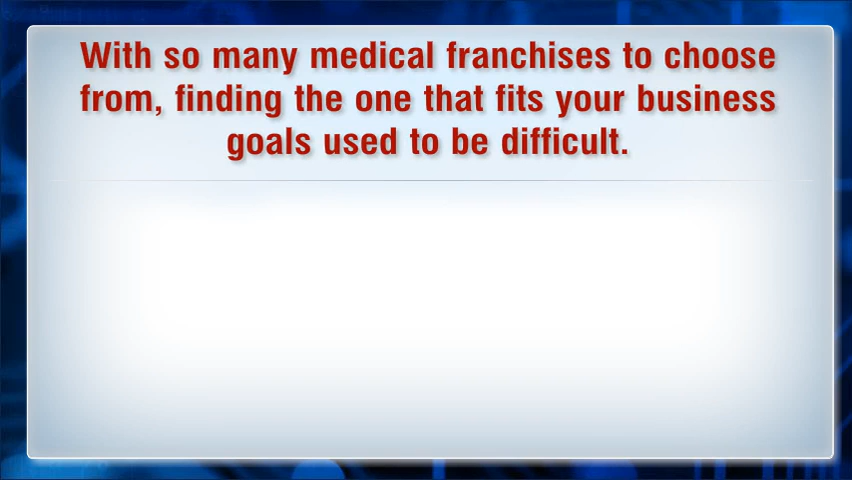 With so many medical franchises to choose
from, finding the one that fits your business
goals used to be difficult.